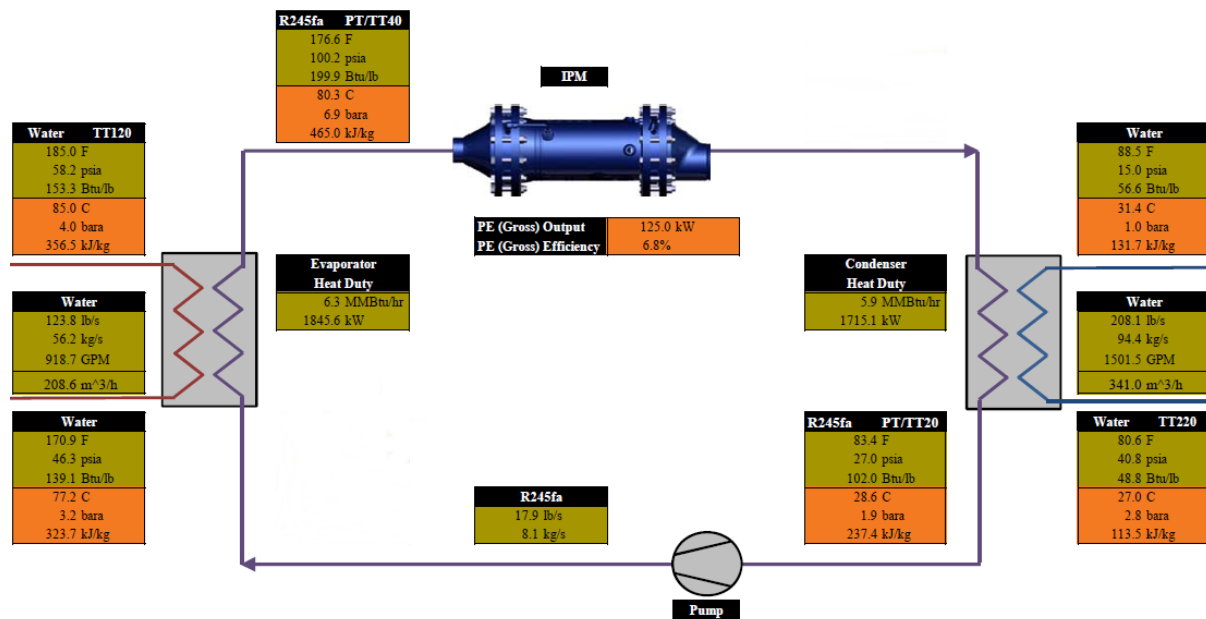 R245fa PT/TT40
176.6 F
100.2 psia
199.9 Btu/lb
80.3 C
6.9 bara
465.0 kJ/kg
IPM
Water TT120
185.0 F
58.2 psia
153.3 Btu/lb
85.0 C
4.0 bara
356.5 kJ/kg
Water
88.5 F
15.0 psia
56.6 Btu/lb
31.4 C
1.0 bara
131.7 kJ/kg
PE (Gross) Output 125.0 kW
PE (Gross) Efficiency 6.8%
Evaporator
Heat Duty
6.3 MMBtu/hr
1845.6 kW
Condenser
Heat Duty
5.9 MMBtu/hr
1715.1 kW
Water
123.8 lb/s
56.2 kg/s
918.7 GPM
208.6 m^3/h
Water
208.1 lb/s
94.4 kg/s
1501.5 GPM
341.0 m^3/h
Water
170.9 F
46.3 psia
139.1 Btu/lb
77.2 C
3.2 bara
323.7 kJ/kg
R245fa
17.9 lb/s
8.1 kg/s
R245fa PT/TT20
83.4 F
27.0 psia
102.0 Btu/lb
28.6 C
1.9 bara
237.4 kJ/kg
Water TT220
80.6 F
40.8 psia
48.8 Btu/lb
27.0 C
2.8 bara
113.5 kJ/kg
Pump